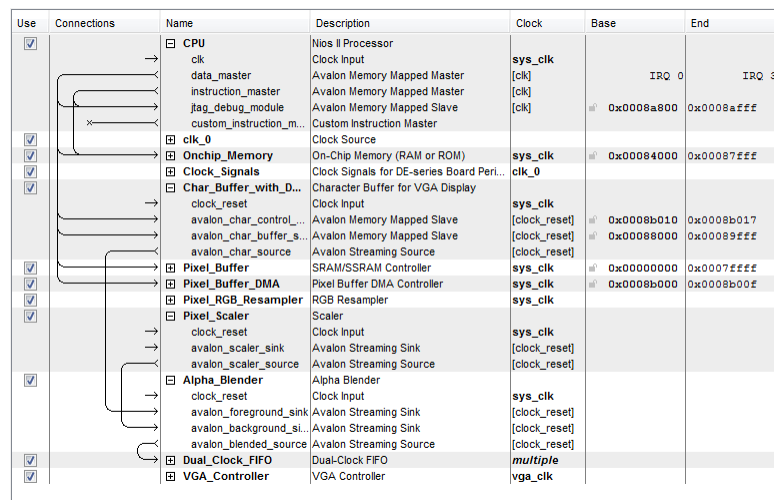 Use Connections Name Description Clock Base End
CPU Nios II Processor
clk Clock Input sys_clk
data_master Avalon Memory Mapped Master [clk] IRQ 0 IRQ 3
instruction_master Avalon Memory Mapped Master [clk]
jtag_debug_module Avalon Memory Mapped Slave [clk] 0x0008a800 0x0008afff
custom_instruction_m... Custom Instruction Master
clk_0 Clock Source
Onchip_Memory On-Chip Memory (RAM or ROM) sys_clk 0x00084000 0x00087fff
Clock_Signals Clock Signals for DE-series Board Peri... clk_0
Char_Buffer_with_D... Character Buffer for VGA Display
clock_reset Clock Input sys_clk
avalon_char_control_... Avalon Memory Mapped Slave [clock_reset] 0x0008b010 0x0008b017
avalon_char_buffer_s... Avalon Memory Mapped Slave [clock_reset] 0x00088000 0x00089fff
avalon_char_source Avalon Streaming Source [clock_reset]
Pixel_Buffer SRAM/SSRAM Controller sys_clk 0x00000000 0x0007ffff
Pixel_Buffer_DMA Pixel Buffer DMA Controller sys_clk 0x0008b000 0x0008b00f
Pixel_RGB_Resampler RGB Resampler sys_clk
Pixel_Scaler Scaler
clock_reset Clock Input sys_clk
avalon_scaler_sink Avalon Streaming Sink [clock_reset]
avalon_scaler_source Avalon Streaming Source [clock_reset]
Alpha_Blender Alpha Blender
clock_reset Clock Input sys_clk
avalon_foreground_sink Avalon Streaming Sink [clock_reset]
avalon_background_si... Avalon Streaming Sink [clock_reset]
avalon_blended_source Avalon Streaming Source [clock_reset]
Dual_Clock_FIFO Dual-Clock FIFO multiple
VGA_Controller VGA Controller vga_clk